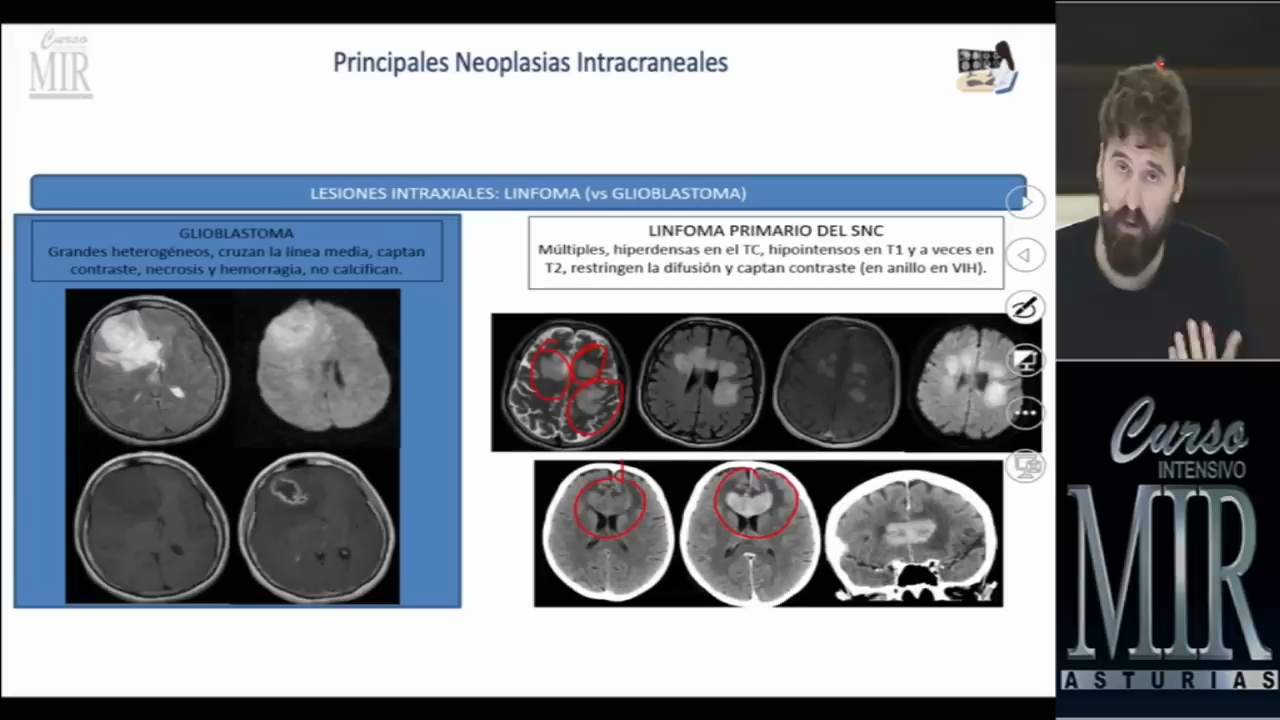 Curso
MIR
Principales Neoplasias Intracraneales
LESIONES INTRAXIALES: LINFOMA (vs GLIOBLASTOMA)
GLIOBLASTOMA
Grandes heterogéneos, cruzan la línea media, captan
contraste, necrosis y hemorragia, no calcifican.
LINFOMA PRIMARIO DEL SNC
Múltiples, hiperdensas en el TC, hipointensos en T1 y a veces en
T2, restringen la difusión y captan contraste (en anillo en VIH).
Curso
INTENSIVO
MIR
ASTURIAS